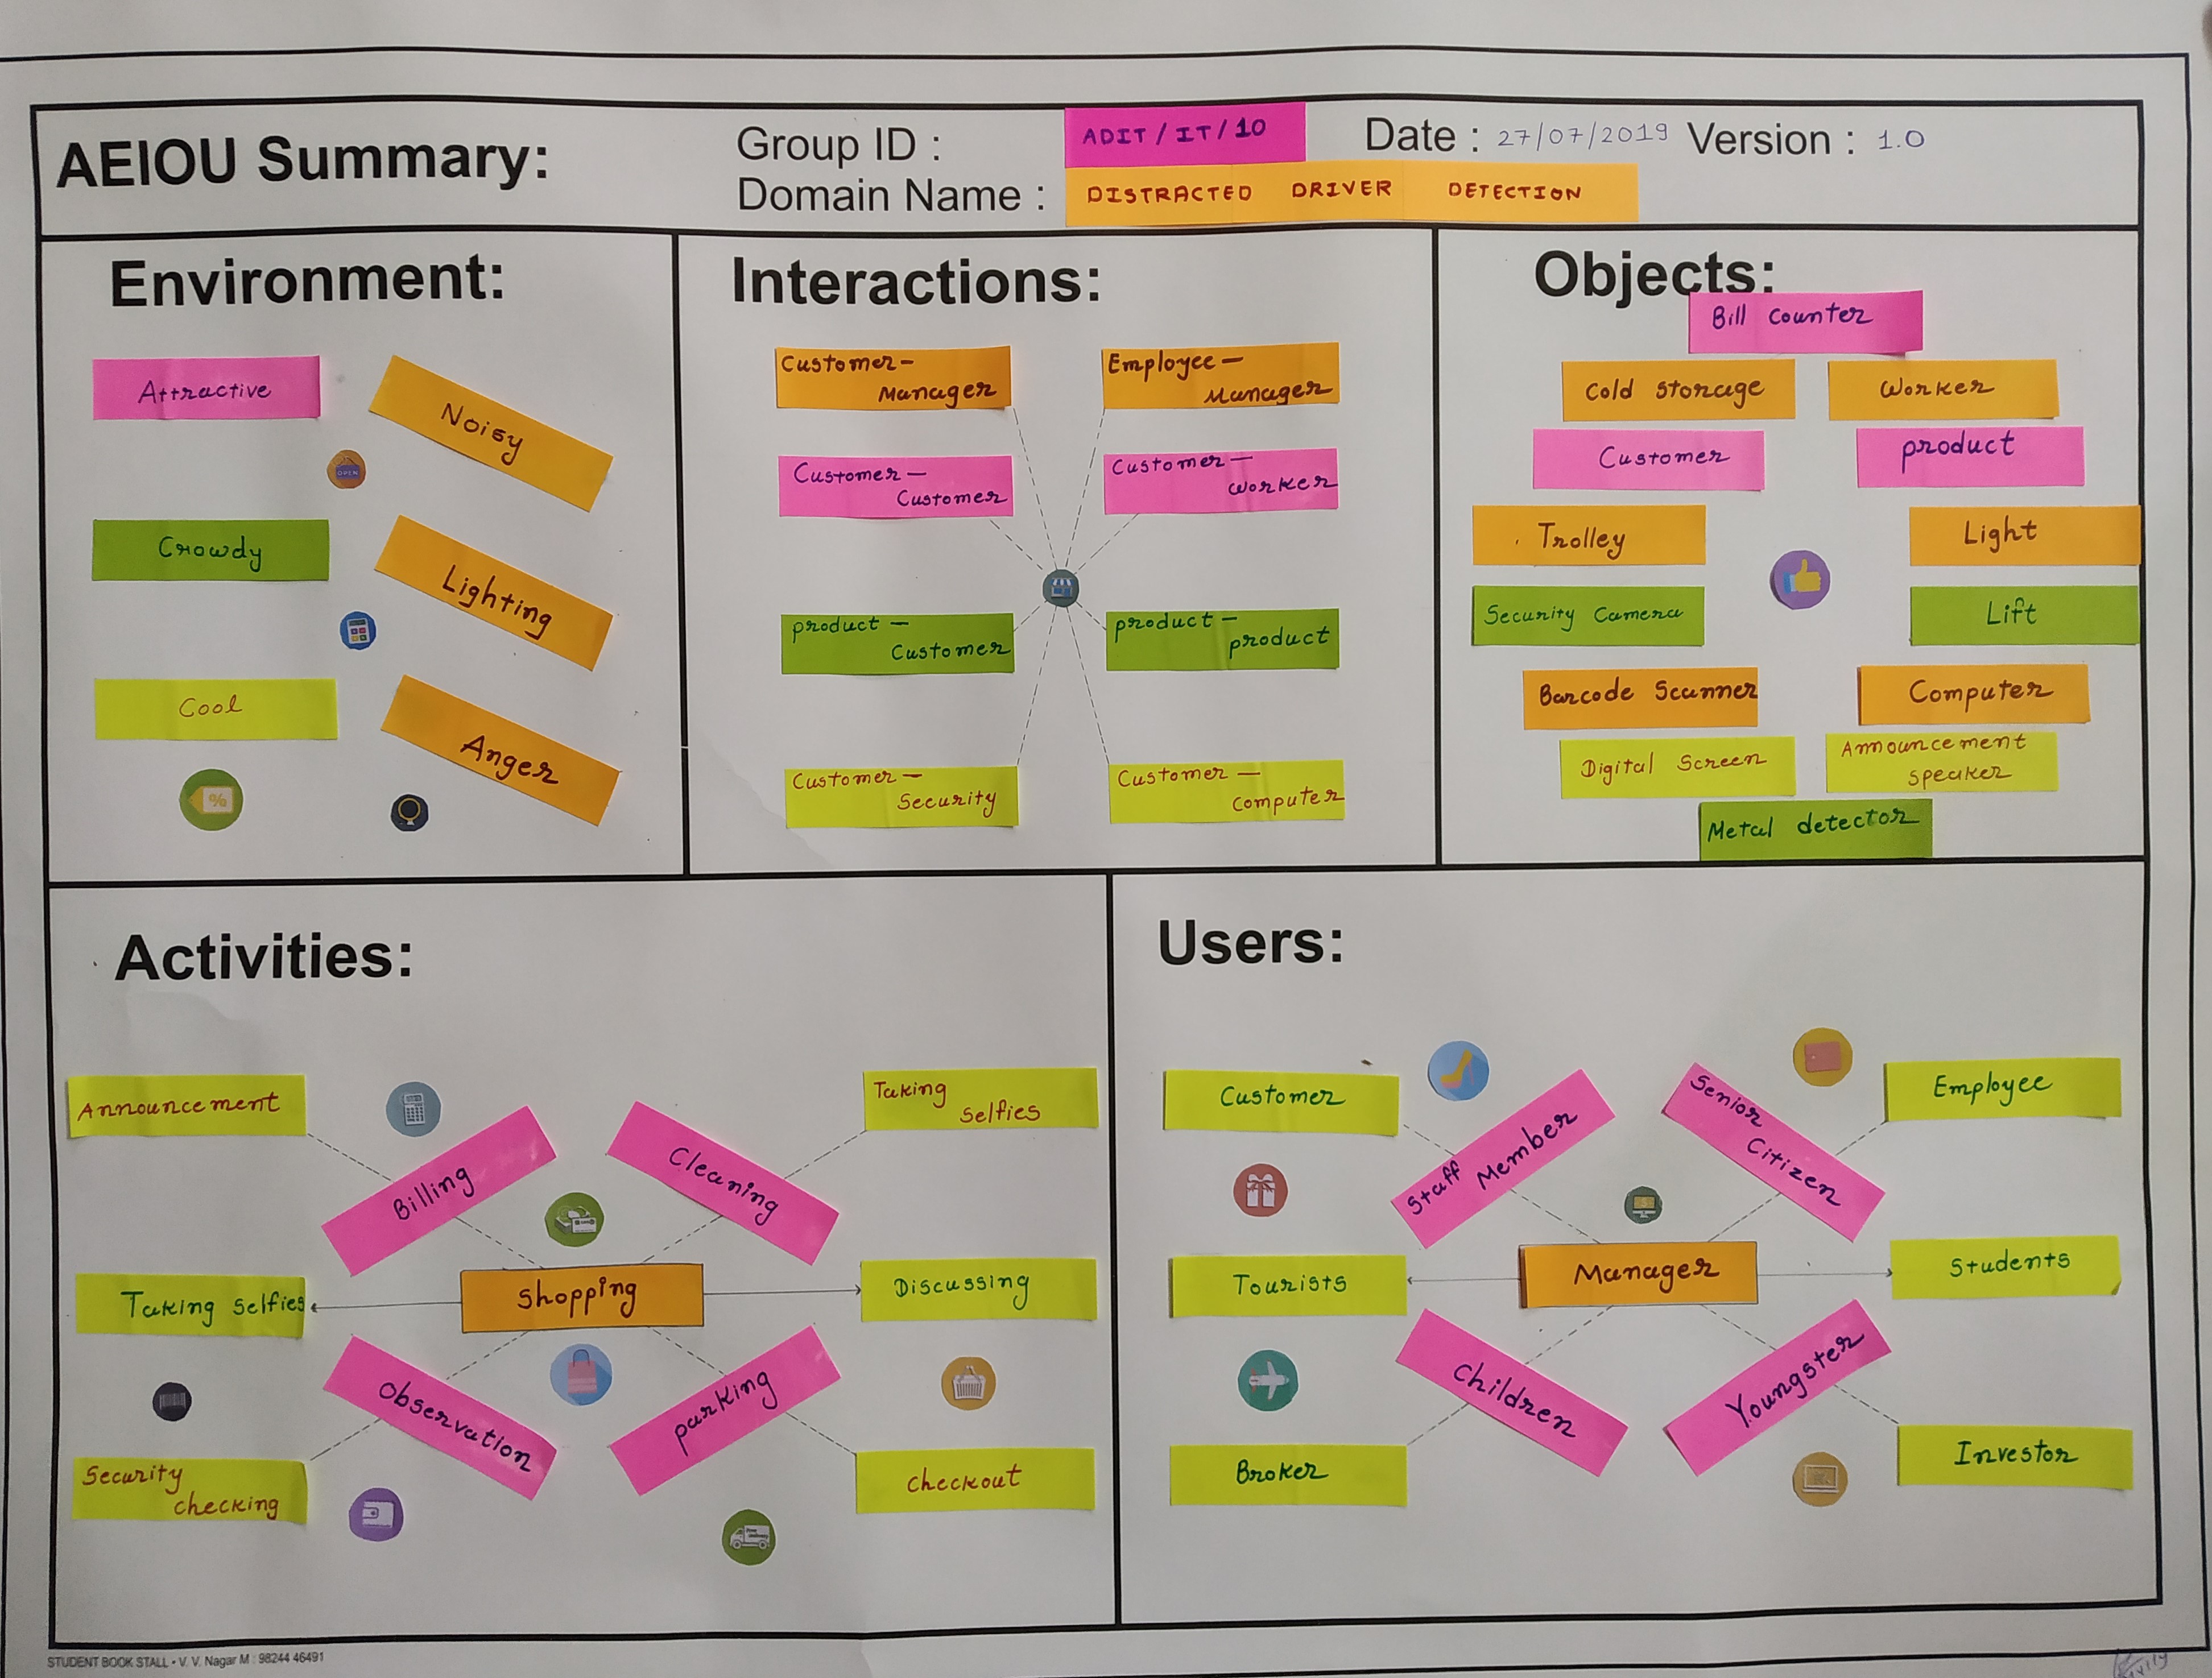 AEIOU Summary:
Group ID : ADIT/IT/10
Date : 27/07/2019 Version : 1.0
Domain Name : DISTRACTED DRIVER DETECTION
Environment:
Attractive
Noisy
OPEN
Crowdy
Lighting
Cool
Anger
%
Interactions:
Customer-
Manager
Employee-
Manager
Customer-
Customer
Customer-
Worker
product-
Customer
product-
product
Customer-
Security
Customer-
Computer
Objects:
Bill Counter
Cold Storage
Worker
Customer
product
Trolley
Light
Security Camera
Lift
Barcode Scanner
Computer
Digital Screen
Announcement
speaker
Metal detector
Activities:
Announcement
Billing
Cleaning
Taking
selfies
Taking selfies
Shopping
Discussing
Observation
parking
Security
checking
Checkout
Users:
Customer
Staff Member
Senior Citizen
Employee
Tourists
Manager
Students
Children
Youngster
Broker
Investor
STUDENT BOOK STALL • V. V. Nagar M : 98244 46491